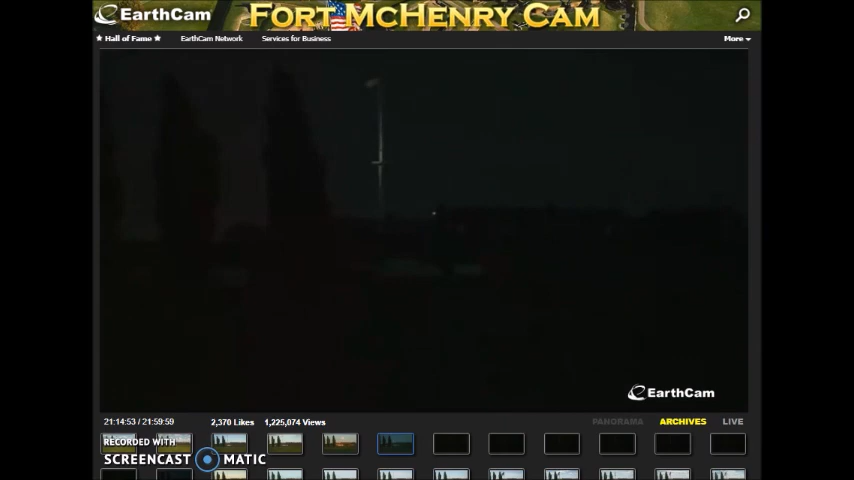 EarthCam
FORT MCHENRY CAM
★ Hall of Fame ★ EarthCam Network Services for Business More
EarthCam
21:14:53 / 21:59:59 2,370 Likes 1,225,074 Views PANORAMA ARCHIVES LIVE
RECORDED WITH
SCREENCAST MATIC